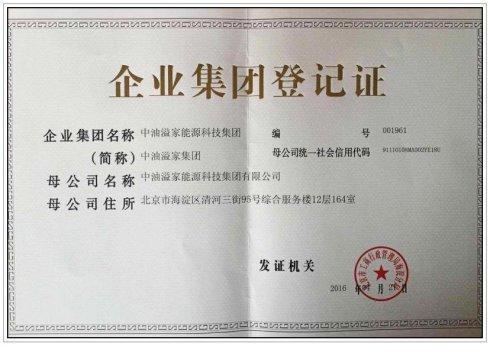 企业集团登记证
企业集团名称 中油溢家能源科技集团 编号 001961
(简称) 中油溢家集团 母公司统一社会信用代码
母公司名称 中油溢家能源科技集团有限公司
母公司住所 北京市海淀区清河三街95号综合服务楼12层164室
发证机关
2016 年 月 日